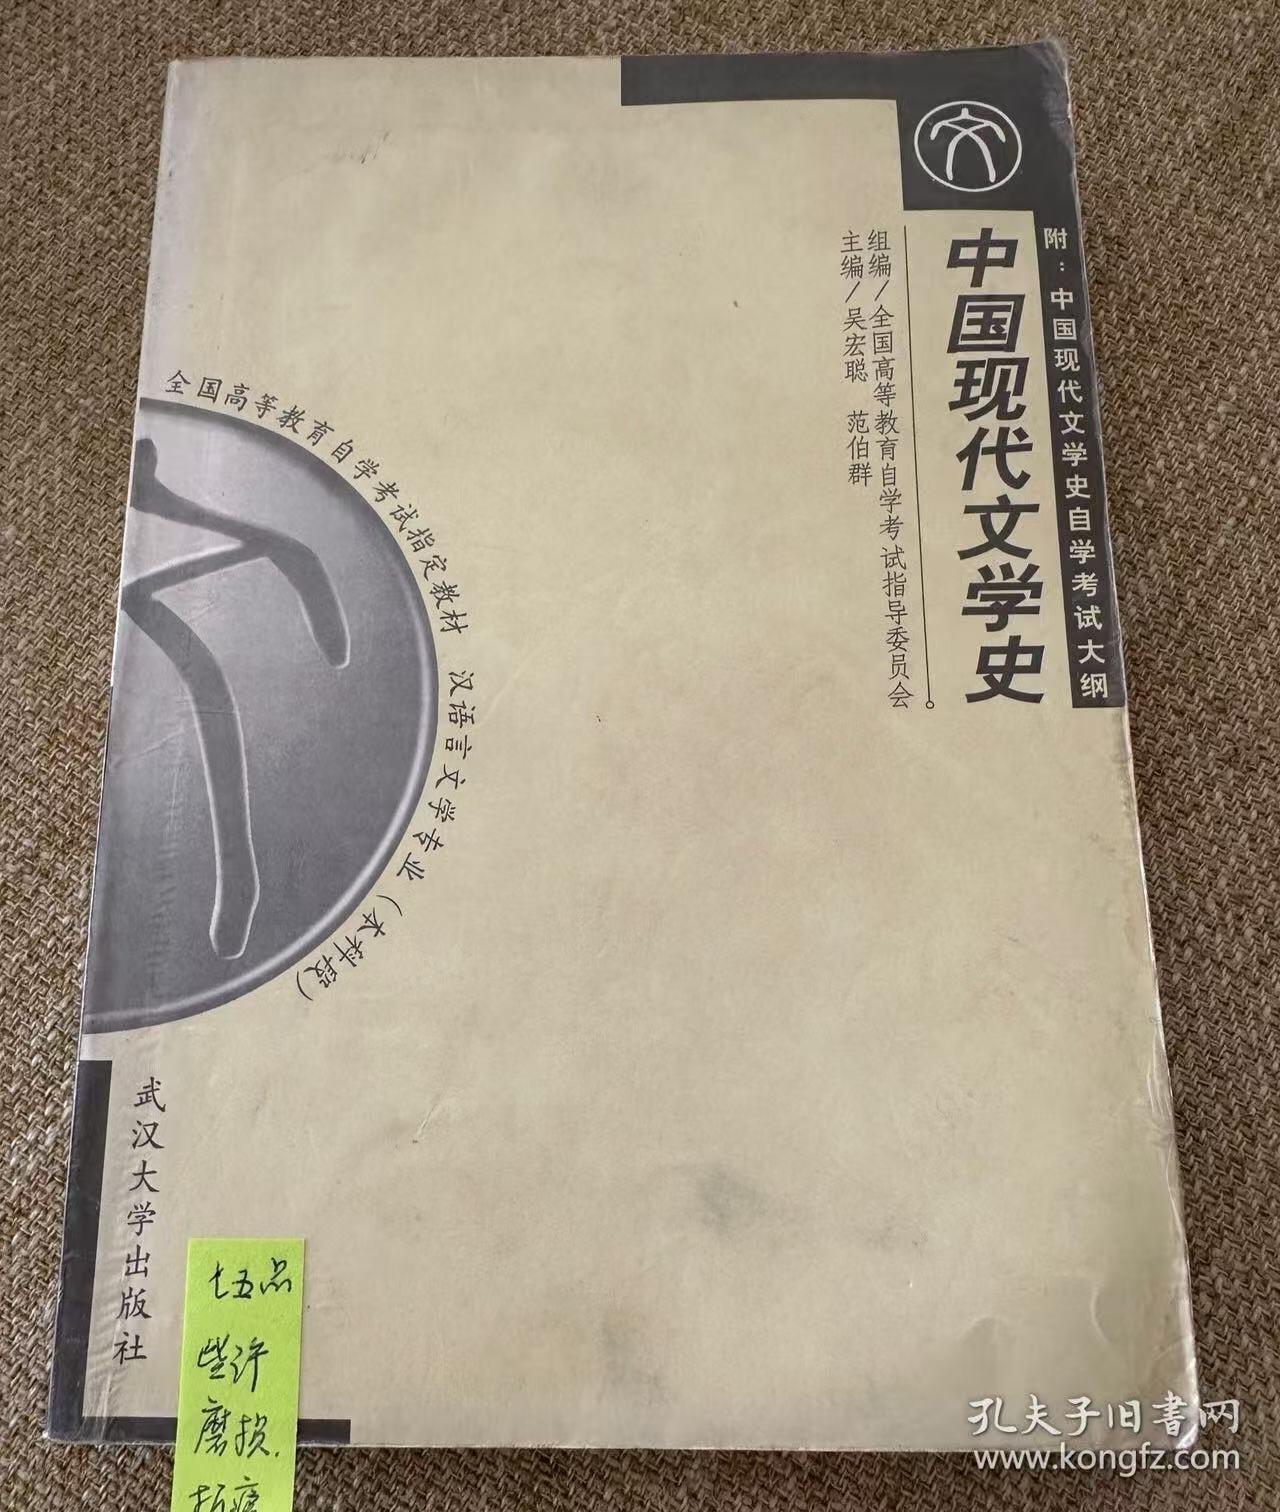 附：中国现代文学史自学考试大纲
文
中国现代文学史
组编/全国高等教育自学考试指导委员会
主编/吴宏聪 范伯群
全国高等教育自学考试指定教材 汉语言文学专业（本科段）
武汉大学出版社
七五品
些许
磨损.
折痕
孔夫子旧書网
www.kongfz.com